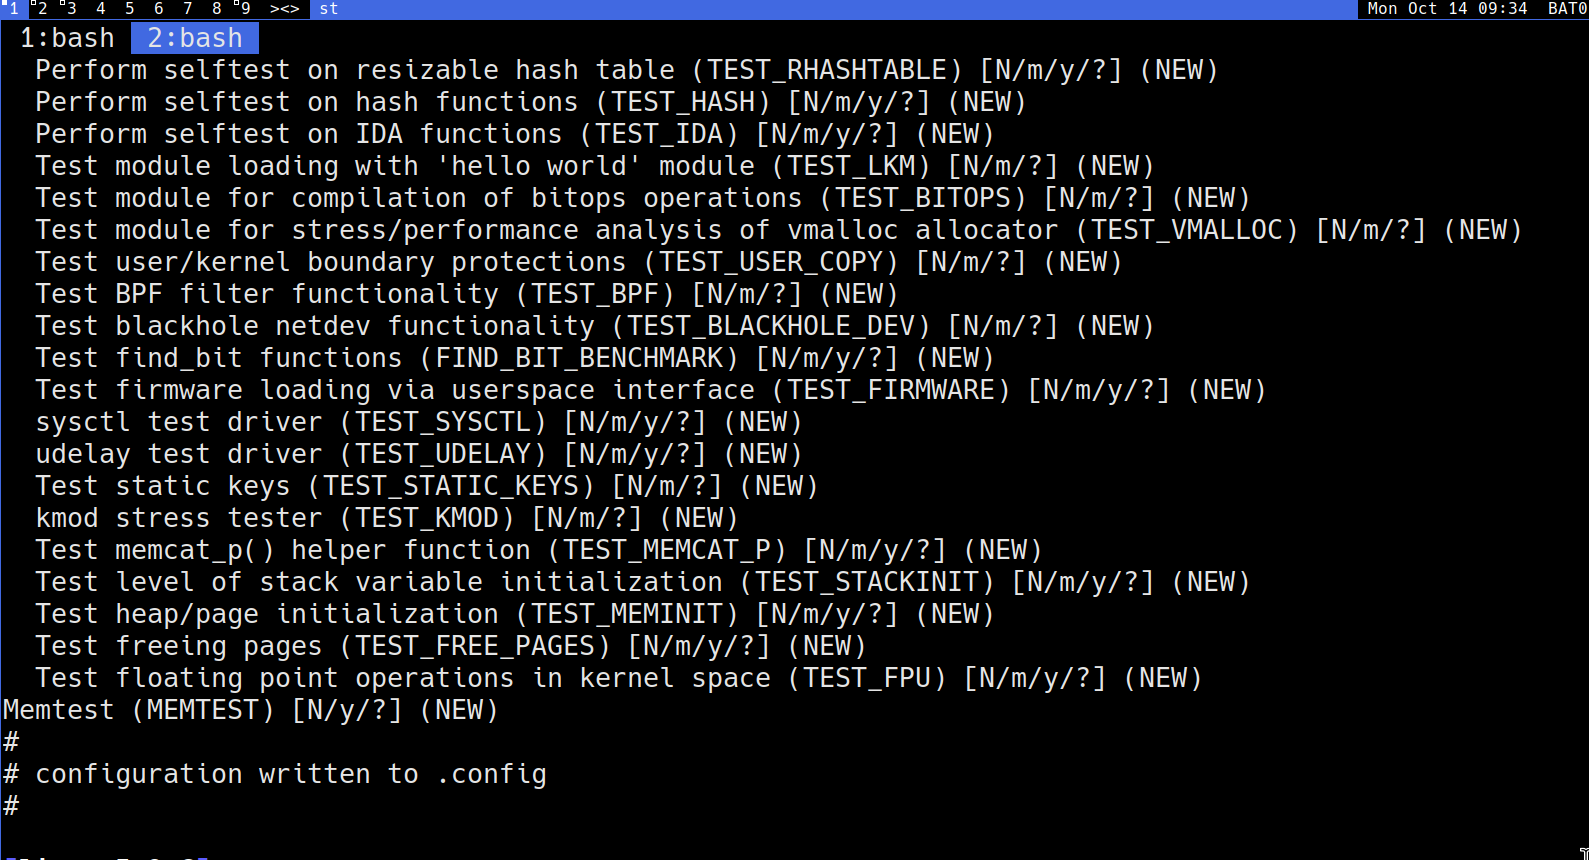 1 2 3 4 5 6 7 8 9 ><> st Mon Oct 14 09:34 BAT0
1:bash 2:bash
Perform selftest on resizable hash table (TEST_RHASHTABLE) [N/m/y/?] (NEW)
Perform selftest on hash functions (TEST_HASH) [N/m/y/?] (NEW)
Perform selftest on IDA functions (TEST_IDA) [N/m/y/?] (NEW)
Test module loading with 'hello world' module (TEST_LKM) [N/m/?] (NEW)
Test module for compilation of bitops operations (TEST_BITOPS) [N/m/?] (NEW)
Test module for stress/performance analysis of vmalloc allocator (TEST_VMALLOC) [N/m/?] (NEW)
Test user/kernel boundary protections (TEST_USER_COPY) [N/m/?] (NEW)
Test BPF filter functionality (TEST_BPF) [N/m/?] (NEW)
Test blackhole netdev functionality (TEST_BLACKHOLE_DEV) [N/m/?] (NEW)
Test find_bit functions (FIND_BIT_BENCHMARK) [N/m/y/?] (NEW)
Test firmware loading via userspace interface (TEST_FIRMWARE) [N/m/y/?] (NEW)
sysctl test driver (TEST_SYSCTL) [N/m/y/?] (NEW)
udelay test driver (TEST_UDELAY) [N/m/y/?] (NEW)
Test static keys (TEST_STATIC_KEYS) [N/m/?] (NEW)
kmod stress tester (TEST_KMOD) [N/m/?] (NEW)
Test memcat_p() helper function (TEST_MEMCAT_P) [N/m/y/?] (NEW)
Test level of stack variable initialization (TEST_STACKINIT) [N/m/y/?] (NEW)
Test heap/page initialization (TEST_MEMINIT) [N/m/y/?] (NEW)
Test freeing pages (TEST_FREE_PAGES) [N/m/y/?] (NEW)
Test floating point operations in kernel space (TEST_FPU) [N/m/y/?] (NEW)
Memtest (MEMTEST) [N/y/?] (NEW)
#
# configuration written to .config
#